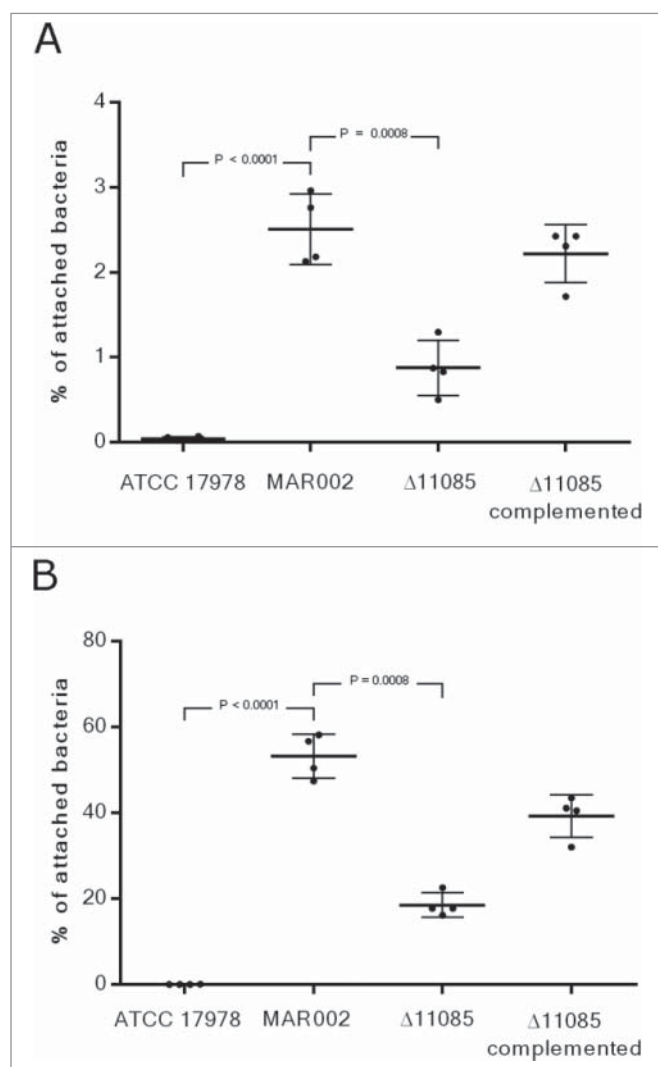 A
% of attached bacteria
4
3
2
1
0
P < 0.0001
P = 0.0008
ATCC 17978
MAR002
Δ11085
Δ11085
complemented
B
% of attached bacteria
80
60
40
20
0
P < 0.0001
P = 0.0008
ATCC 17978
MAR002
Δ11085
Δ11085
complemented